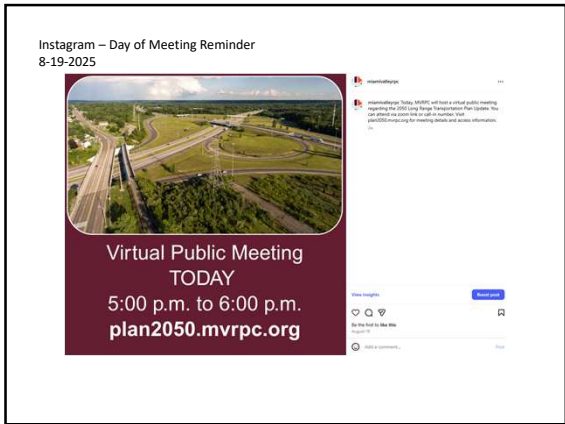 Instagram – Day of Meeting Reminder
8-19-2025
Virtual Public Meeting
TODAY
5:00 p.m. to 6:00 p.m.
plan2050.mvrpc.org
miamivalleyrpc
miamivalleyrpc Today, MVRPC will host a virtual public meeting
regarding the 2050 Long Range Transportation Plan Update. You
can attend via zoom link or call-in number. Visit
plan2050.mvrpc.org for meeting details and access information.
View Insights
Boost post
Be the first to like this
August 19
Add a comment...
Post